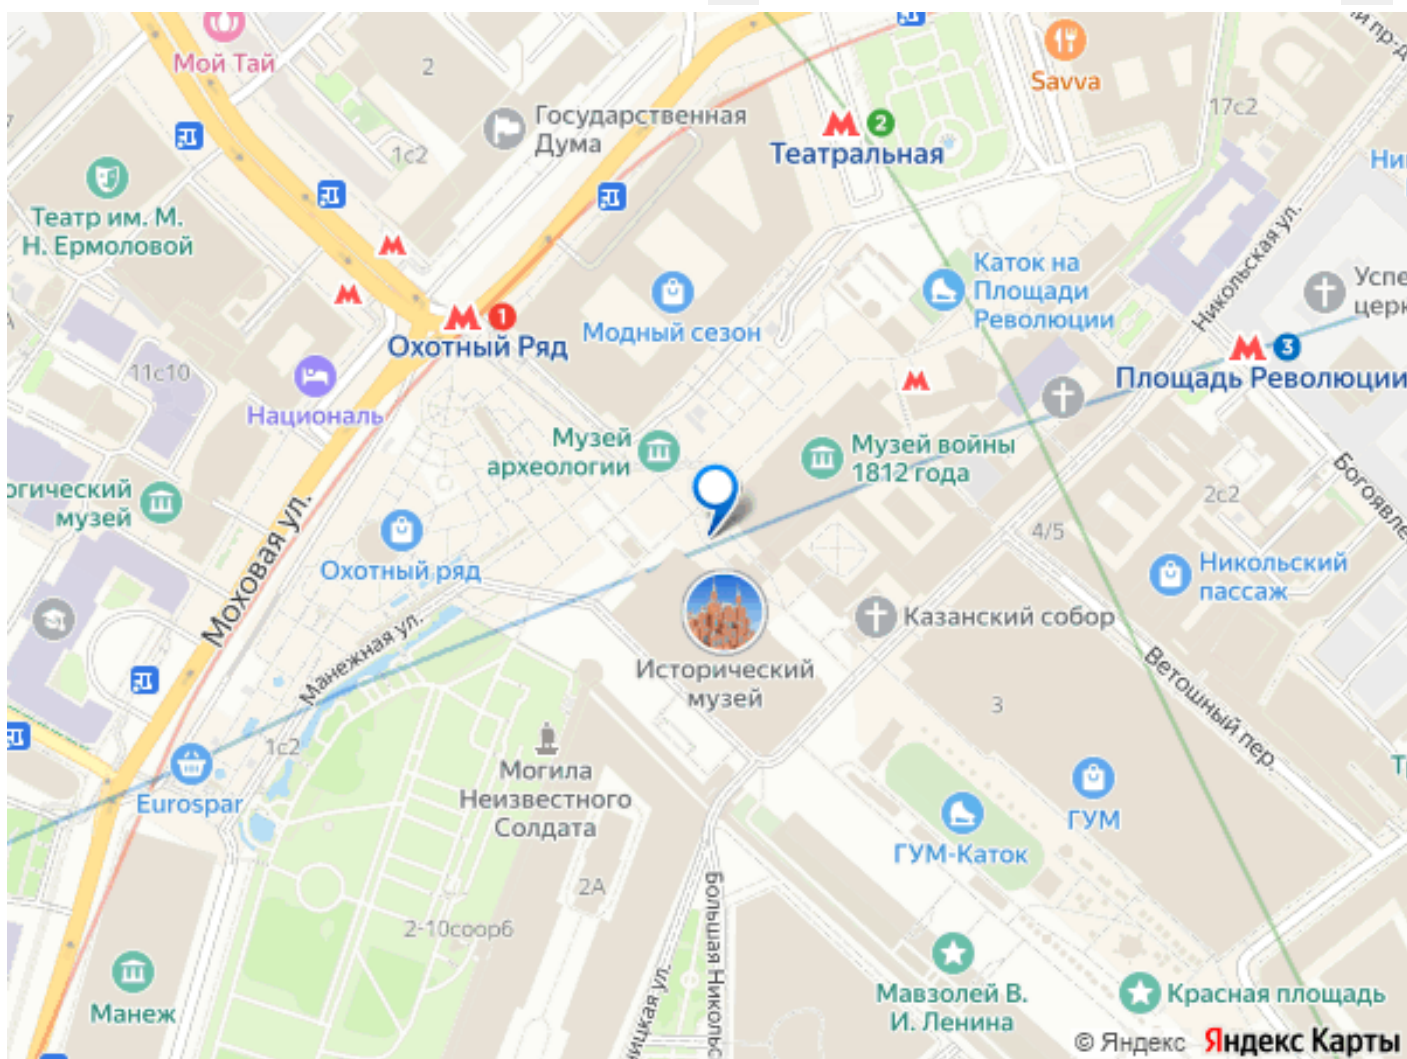 Мой Тай
2
Государственная
Дума
1с2
2
Театральная
Savva
17с2
Театр им. М.
Н. Ермоловой
Никольская ул.
Каток на
Площади
Революции
1
Охотный Ряд
Модный сезон
3
Площадь Революции
11с10
Националь
Музей
археологии
Музей войны
1812 года
2с2
4/5
музей
Моховая ул.
Охотный ряд
Никольский
пассаж
Манежная ул.
Казанский собор
Исторический
музей
Ветошный пер.
3
1с2
Eurospar
Могила
Неизвестного
Солдата
ГУМ
ГУМ-Каток
2А
2-10соор6
Манеж
Мавзолей В.
И. Ленина
Красная площадь
© Яндекс Яндекс Карты